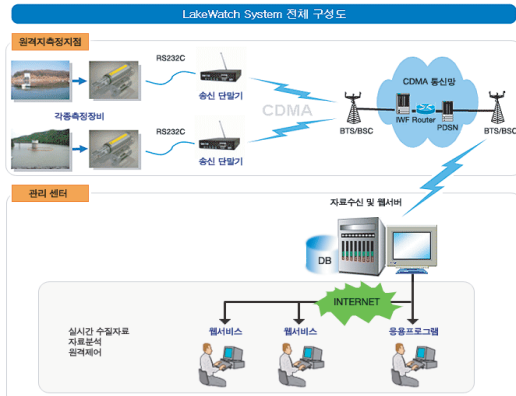 LakeWatch System 전체 구성도
원격지측정지점
RS232C
송신 단말기
각종측정장비
RS232C
송신 단말기
CDMA
CDMA 통신망
BTS/BSC
IWF Router
PDSN
BTS/BSC
관리 센터
자료수신 및 웹서버
DB
INTERNET
실시간 수질자료
자료분석
원격제어
웹서비스
웹서비스
응용프로그램